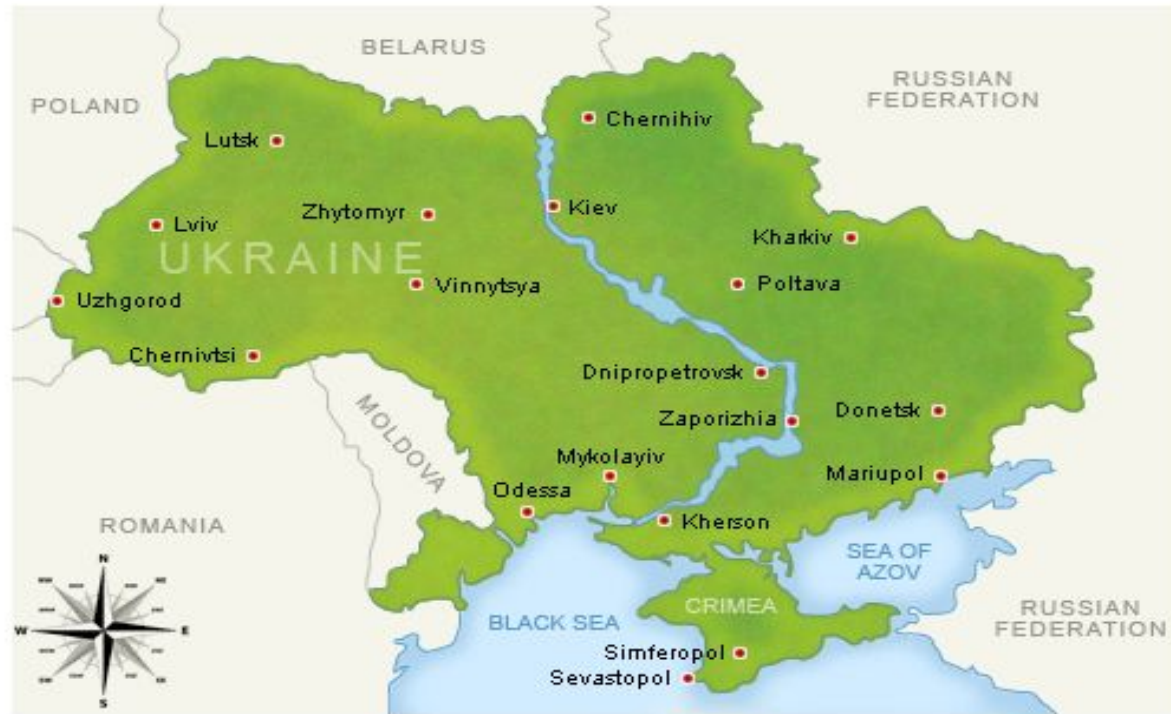 BELARUS
RUSSIAN
FEDERATION
POLAND
Chernihiv
Lutsk
Kiev
Zhytomyr
Lviv
Kharkiv
UKRAINE
Vinnytsya
Poltava
Uzhgorod
Chernivtsi
Dnipropetrovsk
MOLDOVA
Donetsk
Zaporizhia
Mykolayiv
Mariupol
Odessa
Kherson
ROMANIA
SEA OF
AZOV
N
W
E
S
CRIMEA
BLACK SEA
RUSSIAN
FEDERATION
Simferopol
Sevastopol